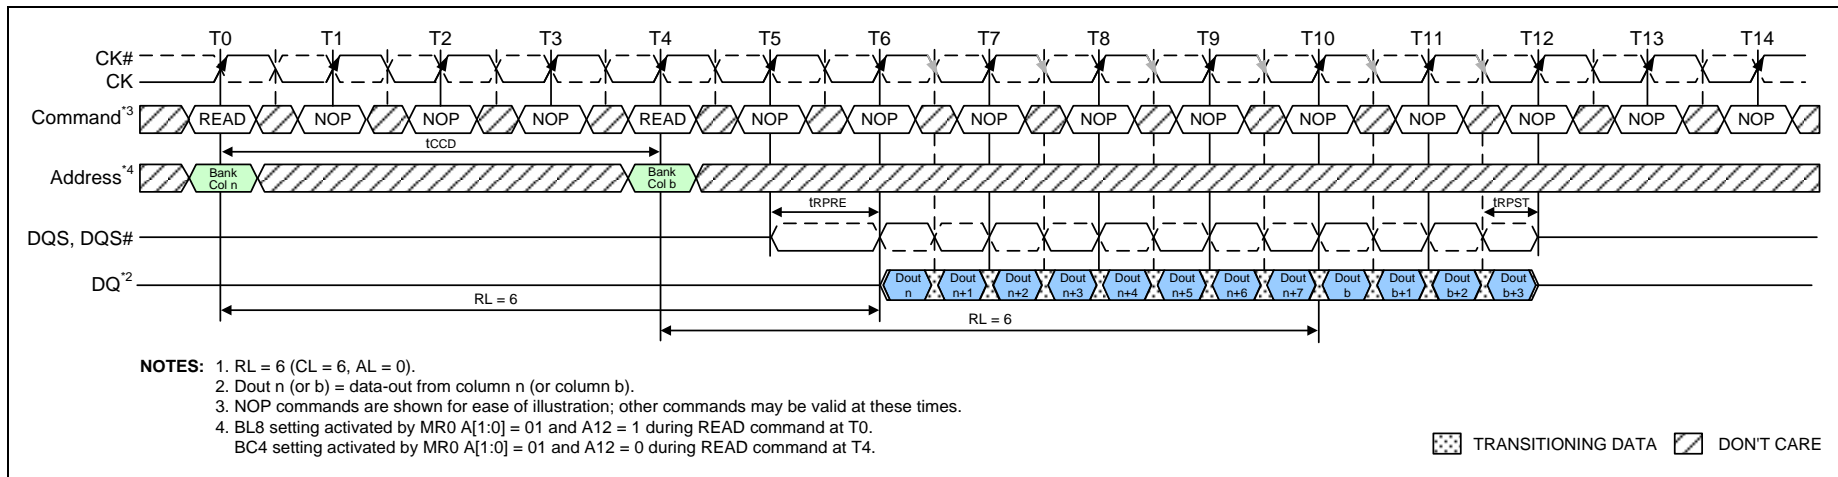 T0 T1 T2 T3 T4 T5 T6 T7 T8 T9 T10 T11 T12 T13 T14
CK#
CK
Command*3 READ NOP NOP NOP READ NOP NOP NOP NOP NOP NOP NOP NOP NOP NOP
tCCD
Address*4 Bank Col n Bank Col b
tRPRE tRPST
DQS, DQS#
DQ*2 Dout n Dout n+1 Dout n+2 Dout n+3 Dout n+4 Dout n+5 Dout n+6 Dout n+7 Dout b Dout b+1 Dout b+2 Dout b+3
RL = 6
RL = 6
NOTES: 1. RL = 6 (CL = 6, AL = 0).
2. Dout n (or b) = data-out from column n (or column b).
3. NOP commands are shown for ease of illustration; other commands may be valid at these times.
4. BL8 setting activated by MR0 A[1:0] = 01 and A12 = 1 during READ command at T0.
BC4 setting activated by MR0 A[1:0] = 01 and A12 = 0 during READ command at T4.
TRANSITIONING DATA DON'T CARE